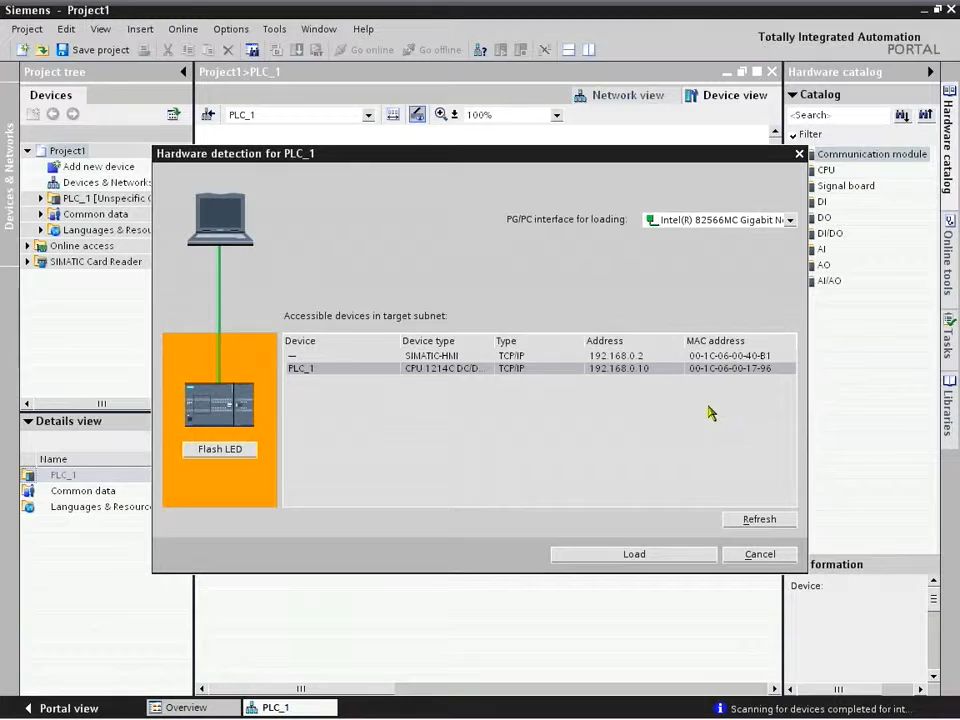 Siemens - Project1
Project Edit View Insert Online Options Tools Window Help
Totally Integrated Automation
PORTAL
Save project Go online Go offline
Project tree
Project1>PLC_1
Hardware catalog
Devices
Network view Device view
Catalog
PLC_1 100%
<Search>
Filter
Project1
Add new device
Devices & Networks
PLC_1 [Unspecific C
Common data
Languages & Resou
Online access
SIMATIC Card Reader
Hardware detection for PLC_1
PG/PC interface for loading: Intel(R) 82566MC Gigabit N
Accessible devices in target subnet:
Device Device type Type Address MAC address
— SIMATIC-HMI TCP/IP 192.168.0.2 00-1C-06-00-40-B1
PLC_1 CPU 1214C DC/D... TCP/IP 192.168.0.10 00-1C-06-00-17-96
Flash LED
Refresh
Load Cancel
Communication module
CPU
Signal board
DI
DO
DI/DO
AI
AO
AI/AO
Devices & Networks
Hardware catalog
Online tools
Tasks
Libraries
Details view
Name
PLC_1
Common data
Languages & Resourc
formation
Device:
Portal view Overview PLC_1 Scanning for devices completed for int...